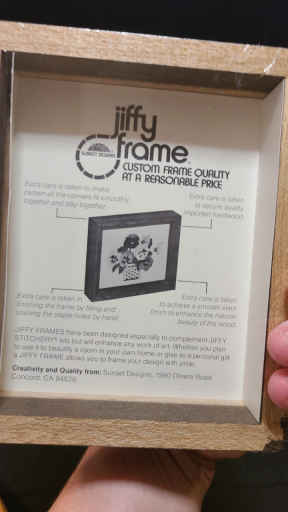 jiffy
frame
SUNSET DESIGNS
CUSTOM FRAME QUALITY
AT A REASONABLE PRICE
Extra care is taken to make
certain all the corners fit smoothly
together and fully together.
Extra care is taken
to secure quality
imported hardwood.
Extra care is taken in
finishing the frame by filling and
staining the staple holes by hand.
Extra care is taken
to achieve a smooth even
finish to enhance the natural
beauty of the wood.
JIFFY FRAMES have been designed especially to complement JIFFY
STITCHERY kits but will enhance any work of art. Whether you plan
to use it to beautify a room in your own home or give as a personal gift
a JIFFY FRAME allows you to frame your design with pride.
Creativity and Quality from: Sunset Designs, Olivera Road
Concord, CA